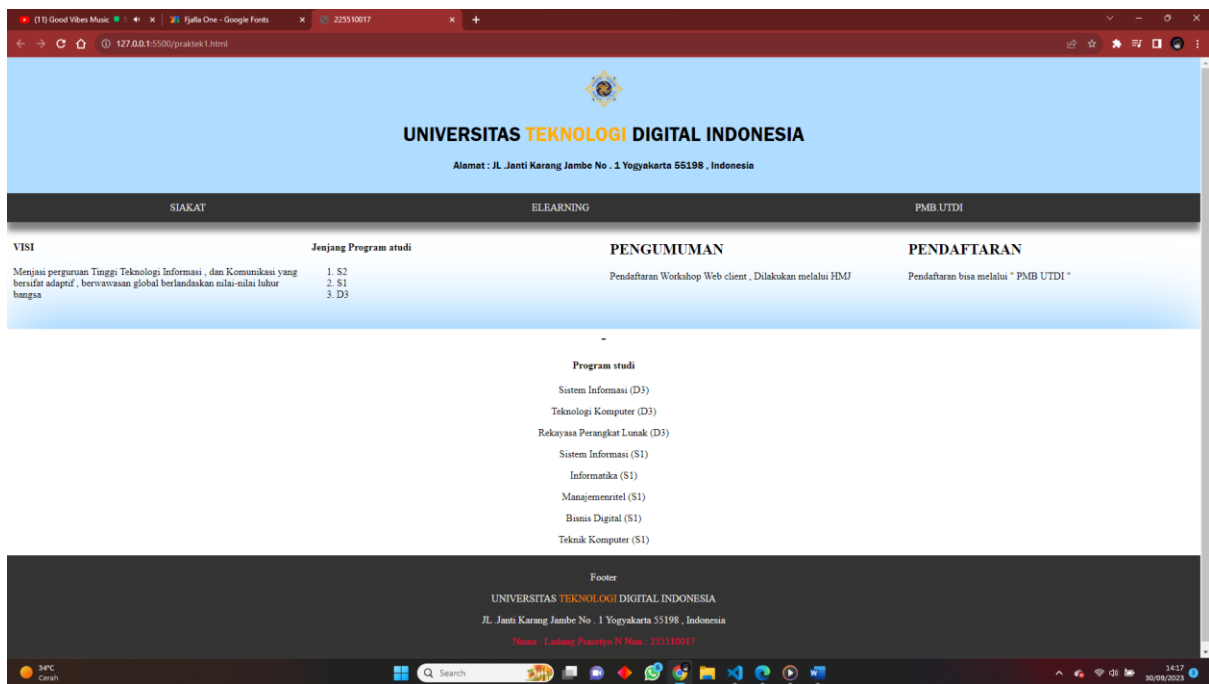 (11) Good Vibes Music
Fjalla One - Google Fonts
225510017
127.0.0.1:5500/praktek1.html
UNIVERSITAS TEKNOLOGI DIGITAL INDONESIA
Alamat : JL .Janti Karang Jambe No . 1 Yogyakarta 55198 , Indonesia
SIAKAT
ELEARNING
PMB.UTDI
VISI
Menjasi perguruan Tinggi Teknologi Informasi , dan Komunikasi yang
bersifat adaptif , berwawasan global berlandaskan nilai-nilai luhur
bangsa
Jenjang Program atudi
1. S2
2. S1
3. D3
PENGUMUMAN
Pendaftaran Workshop Web client , Dilakukan melalui HMJ
PENDAFTARAN
Pendaftaran bisa melalui " PMB UTDI "
-
Program studi
Sistem Informasi (D3)
Teknologi Komputer (D3)
Rekayasa Perangkat Lunak (D3)
Sistem Informasi (S1)
Informatika (S1)
Manajemenritel (S1)
Bisnis Digital (S1)
Teknik Komputer (S1)
Footer
UNIVERSITAS TEKNOLOGI DIGITAL INDONESIA
JL .Janti Karang Jambe No . 1 Yogyakarta 55198 , Indonesia
Nama : Ludang Prasetyo N Nim : 225510017
34°C
Cerah
Search
14:17
30/09/2023